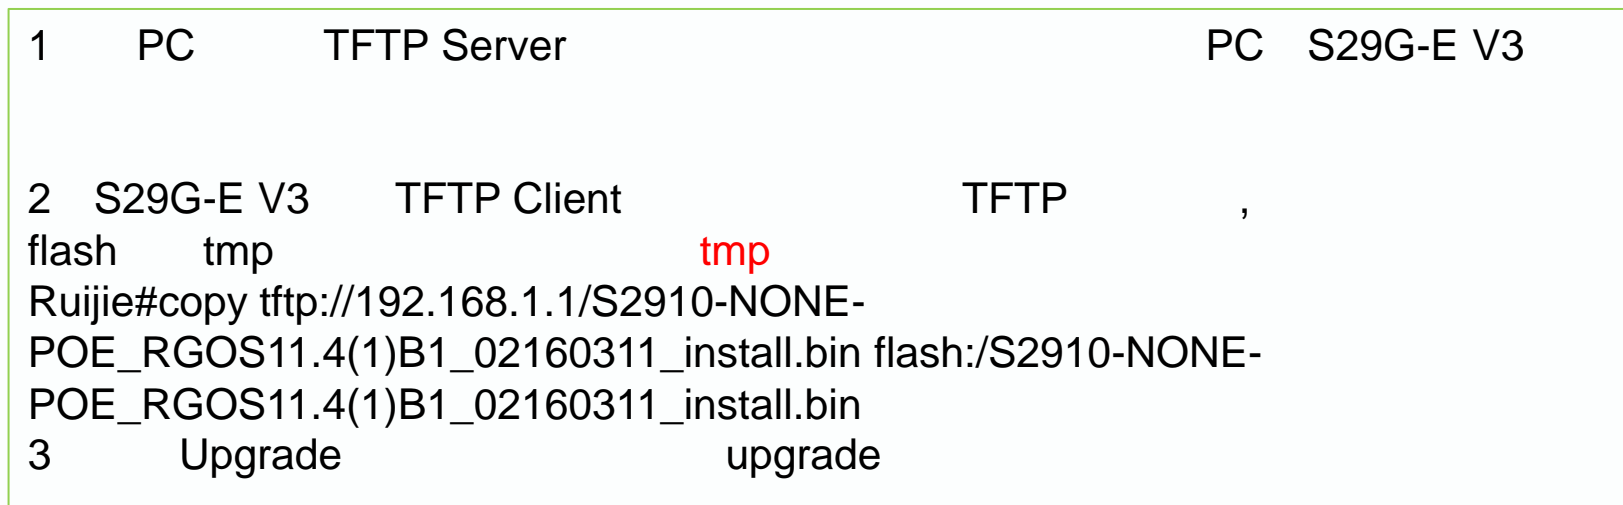 1 PC TFTP Server PC S29G-E V3
2 S29G-E V3 TFTP Client TFTP ,
flash tmp tmp
Ruijie#copy tftp://192.168.1.1/S2910-NONE-
POE_RGOS11.4(1)B1_02160311_install.bin flash:/S2910-NONE-
POE_RGOS11.4(1)B1_02160311_install.bin
3 Upgrade upgrade